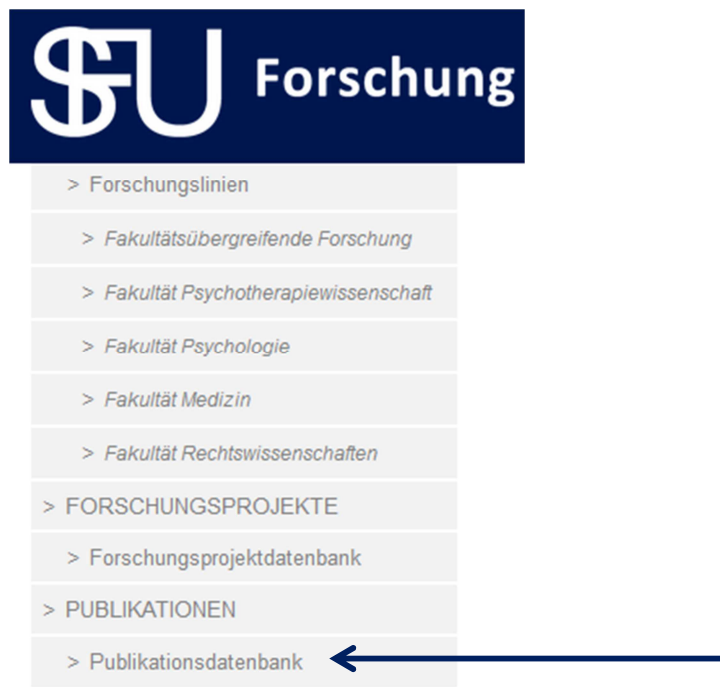 SFU Forschung
> Forschungslinien
> Fakultätsübergreifende Forschung
> Fakultät Psychotherapiewissenschaft
> Fakultät Psychologie
> Fakultät Medizin
> Fakultät Rechtswissenschaften
> FORSCHUNGSPROJEKTE
> Forschungsprojektdatenbank
> PUBLIKATIONEN
> Publikationsdatenbank